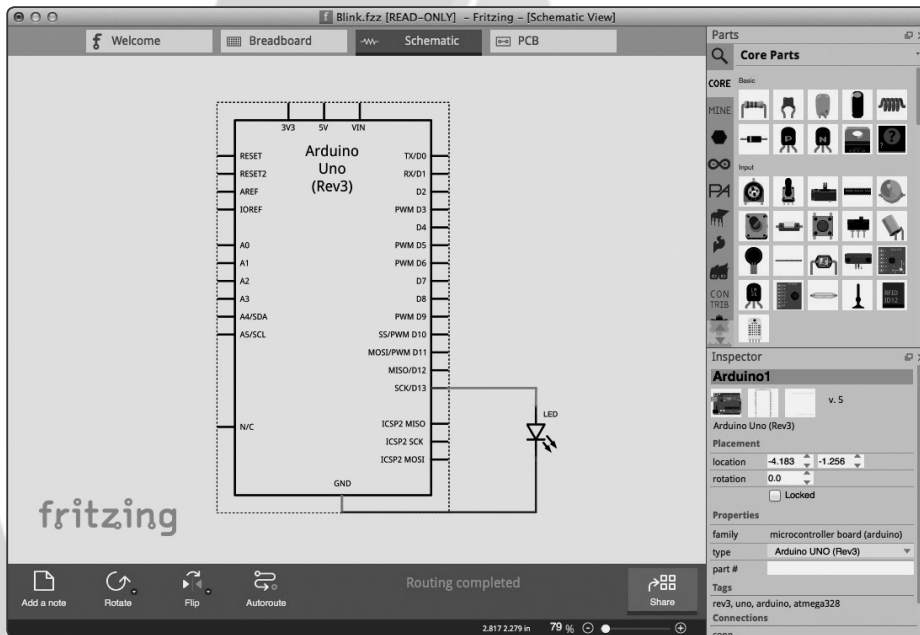 Blink.fzz [READ-ONLY] - Fritzing - [Schematic View]
Welcome
Breadboard
Schematic
PCB
Parts
Core Parts
CORE
Basic
MINE
Input
PA
CON
TRIB
RFID
ID12
3V3 5V VIN
Arduino
Uno
(Rev3)
RESET
RESET2
AREF
IOREF
A0
A1
A2
A3
A4/SDA
A5/SCL
N/C
TX/D0
RX/D1
D2
PWM D3
D4
PWM D5
PWM D6
D7
D8
PWM D9
SS/PWM D10
MOSI/PWM D11
MISO/D12
SCK/D13
ICSP2 MISO
ICSP2 SCK
ICSP2 MOSI
GND
LED
fritzing
Inspector
Arduino1
v. 5
Arduino Uno (Rev3)
Placement
location -4.183 -1.256
rotation 0.0
Locked
Properties
family microcontroller board (arduino)
type Arduino UNO (Rev3)
part #
Tags
rev3, uno, arduino, atmega328
Connections
conn.
Add a note
Rotate
Flip
Autoroute
Routing completed
Share
2.817 2.279 in 79 %